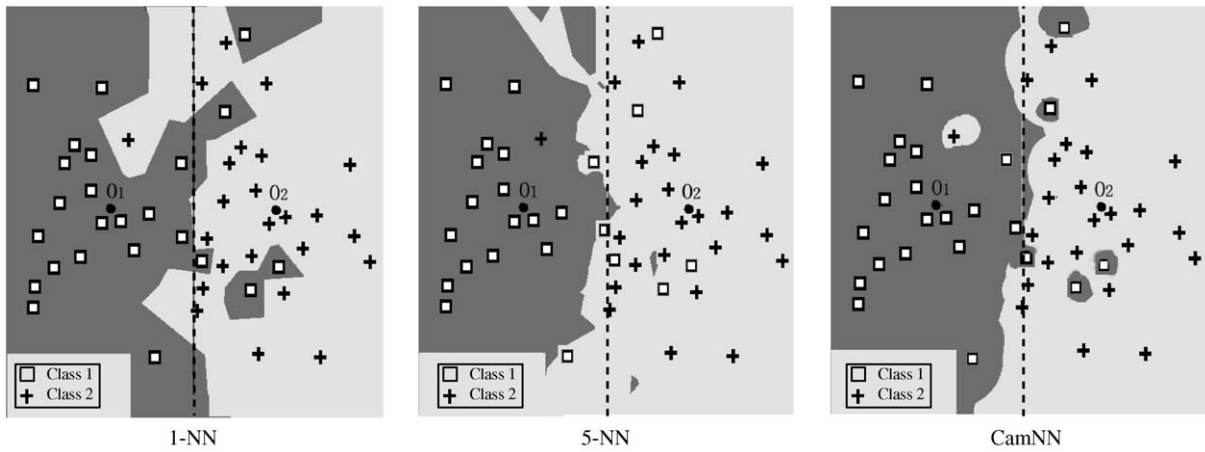 O1
O2
Class 1
Class 2
1-NN
O1
O2
Class 1
Class 2
5-NN
O1
O2
Class 1
Class 2
CamNN